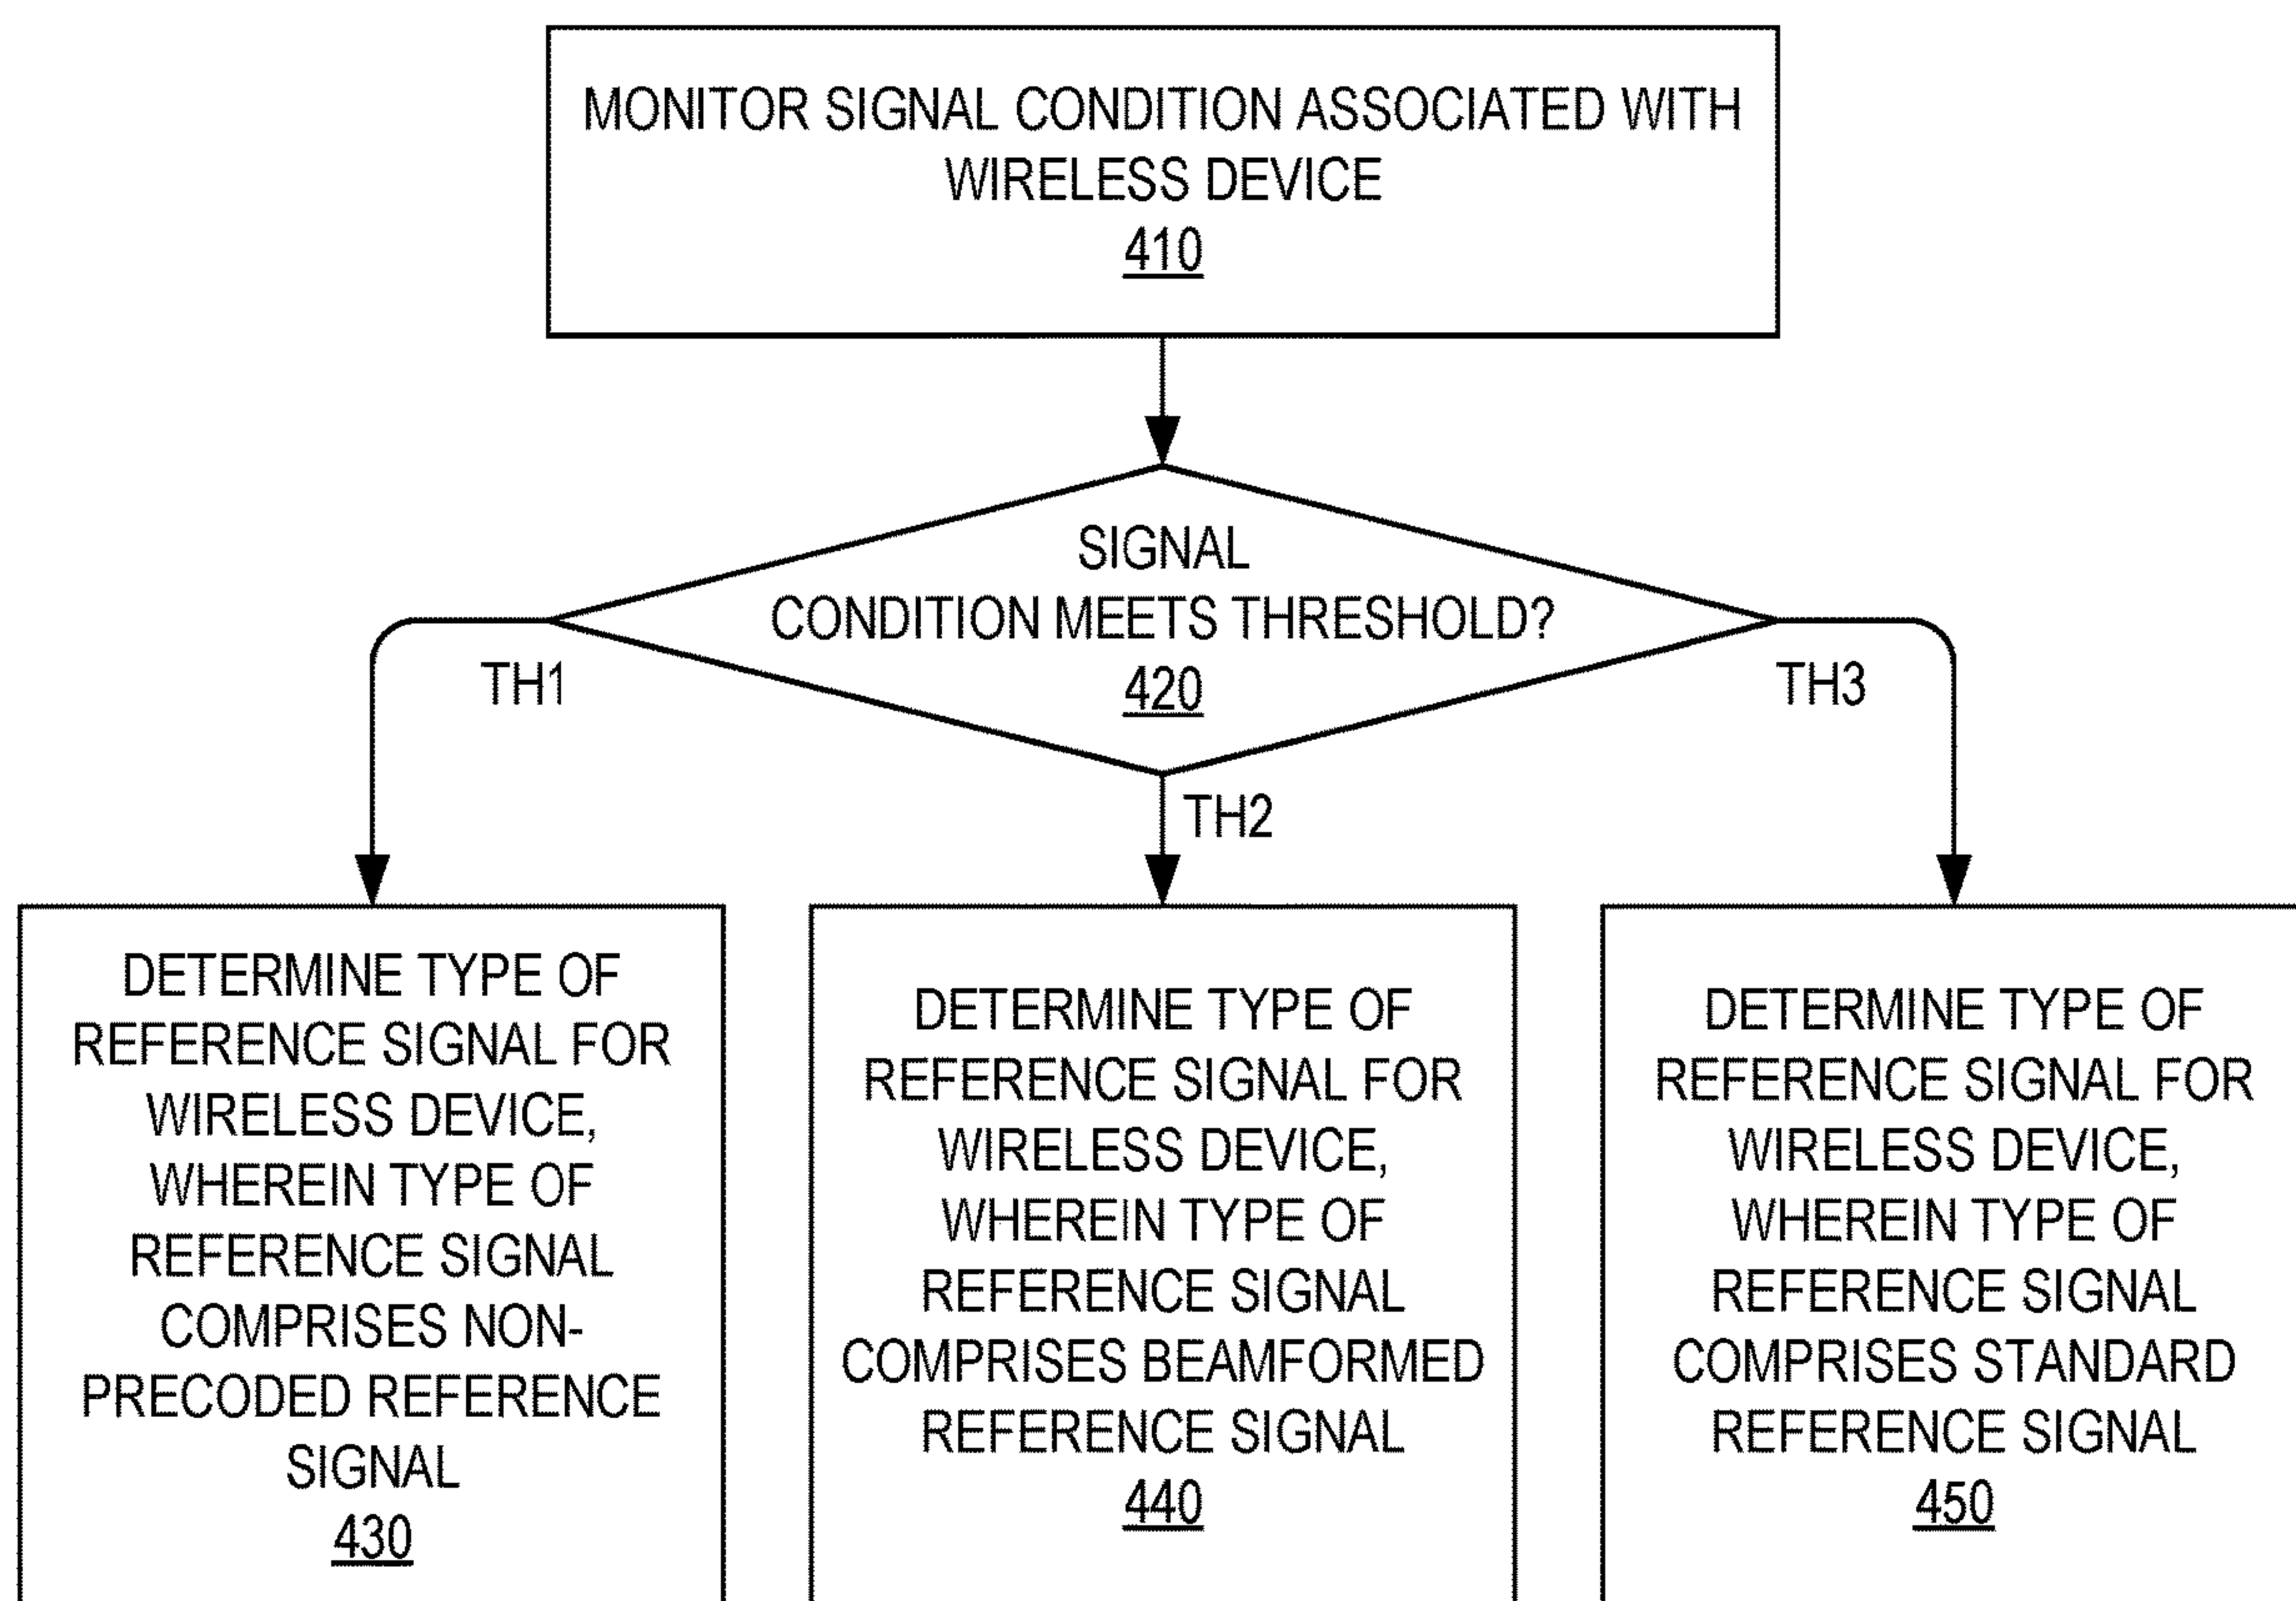 MONITOR SIGNAL CONDITION ASSOCIATED WITH
WIRELESS DEVICE
410
SIGNAL
CONDITION MEETS THRESHOLD?
420
TH1
TH2
TH3
DETERMINE TYPE OF
REFERENCE SIGNAL FOR
WIRELESS DEVICE,
WHEREIN TYPE OF
REFERENCE SIGNAL
COMPRISES NON-
PRECODED REFERENCE
SIGNAL
430
DETERMINE TYPE OF
REFERENCE SIGNAL FOR
WIRELESS DEVICE,
WHEREIN TYPE OF
REFERENCE SIGNAL
COMPRISES BEAMFORMED
REFERENCE SIGNAL
440
DETERMINE TYPE OF
REFERENCE SIGNAL FOR
WIRELESS DEVICE,
WHEREIN TYPE OF
REFERENCE SIGNAL
COMPRISES STANDARD
REFERENCE SIGNAL
450